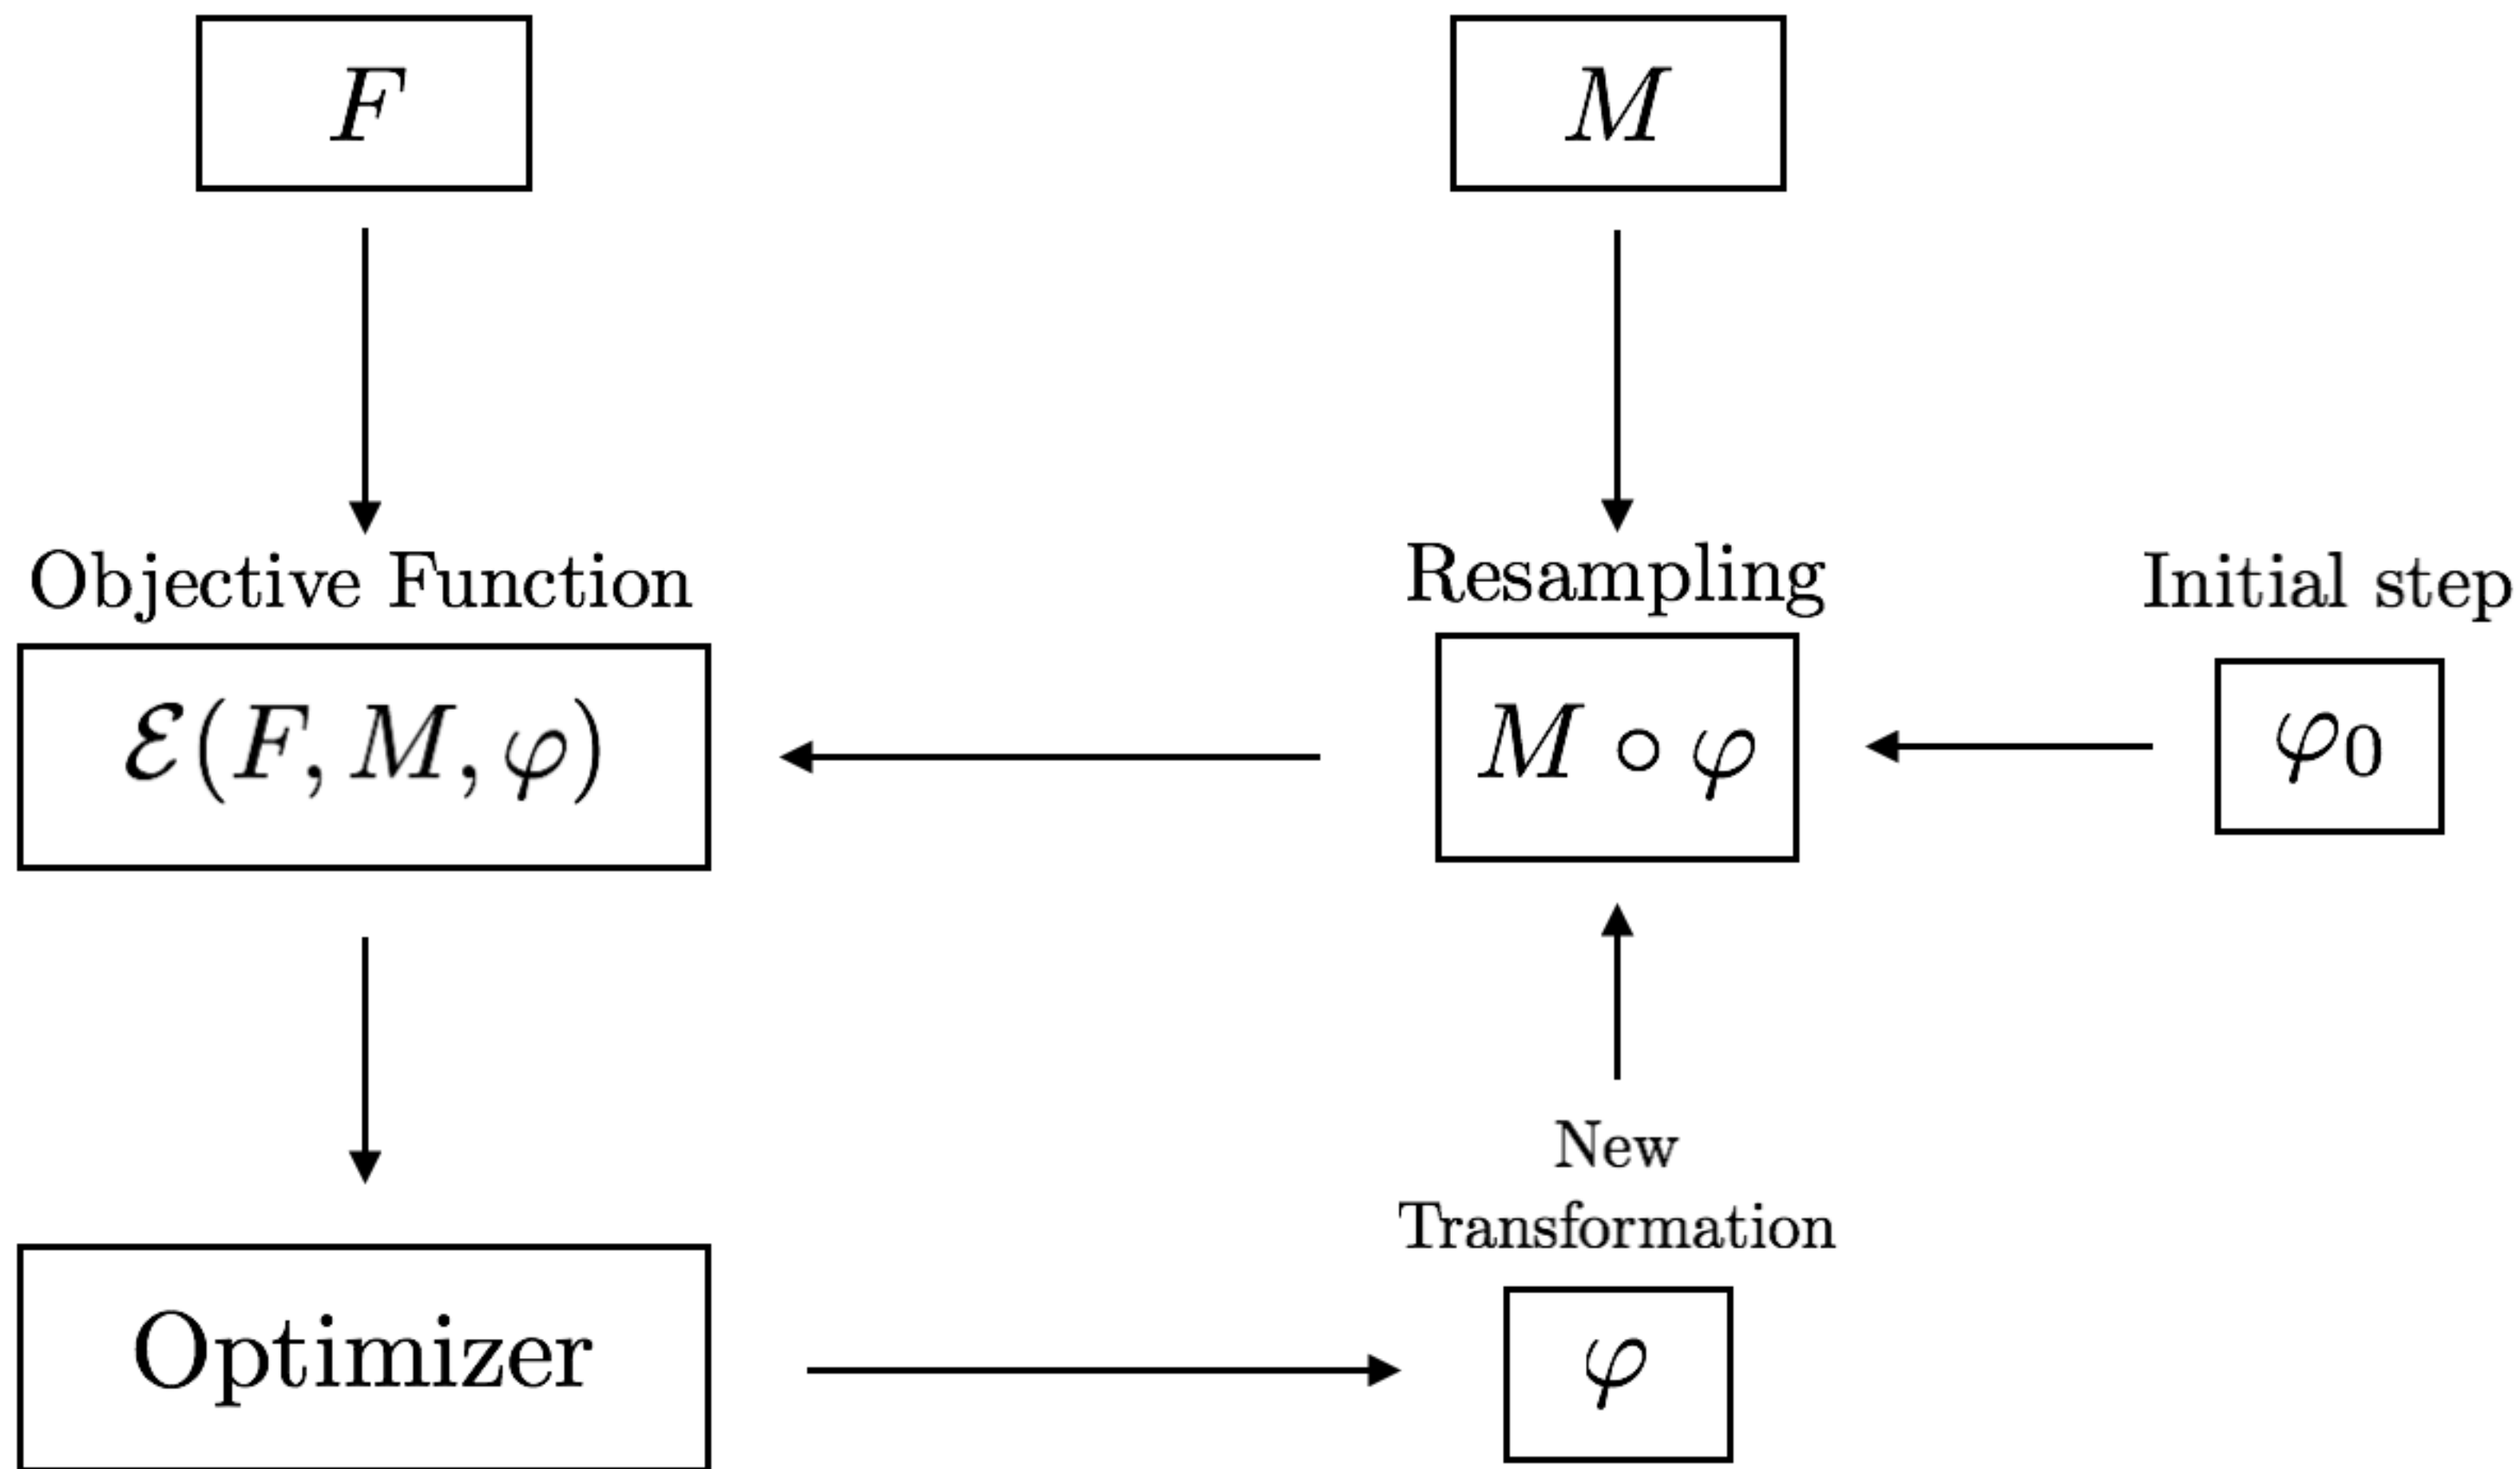 F
M
Objective Function
Resampling
Initial step
ℰ(F, M, φ)
M ∘ φ
φ₀
New
Transformation
Optimizer
φ